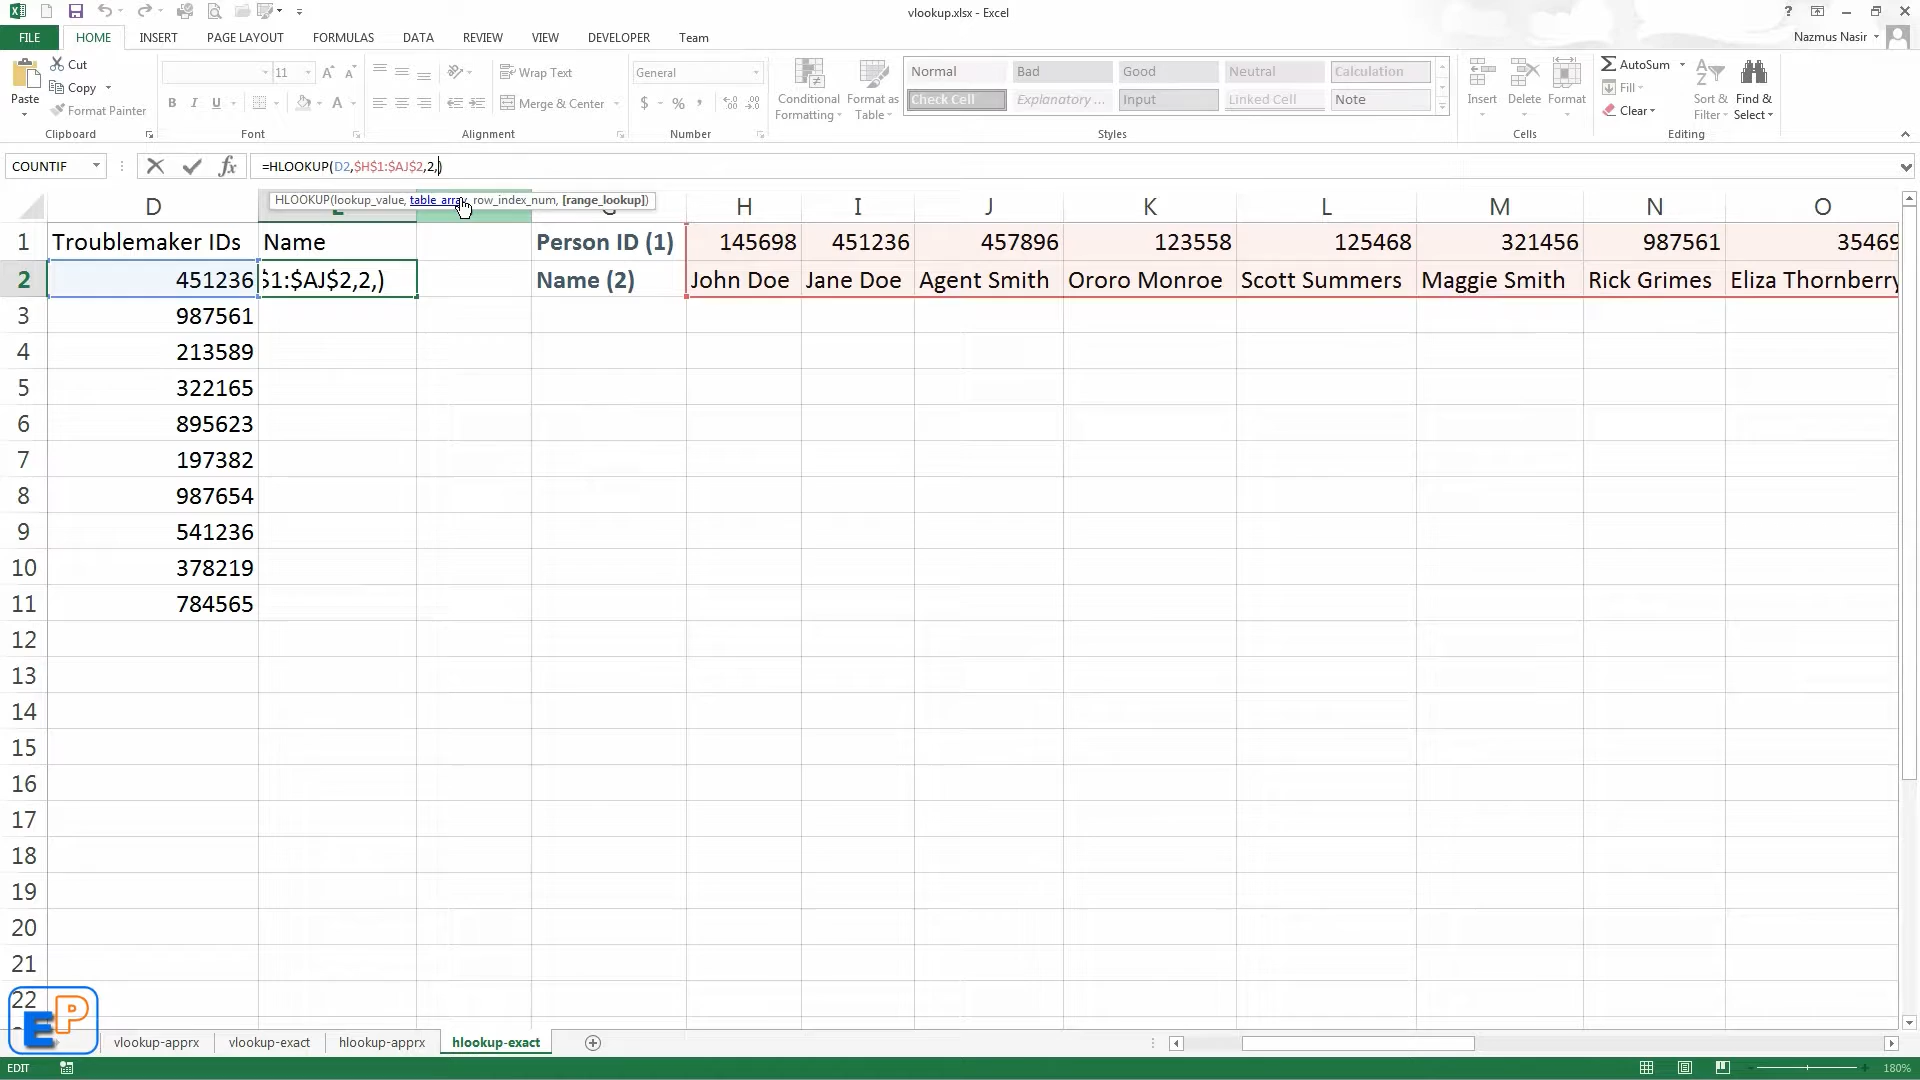 vlookup.xlsx - Excel
?
FILE HOME INSERT PAGE LAYOUT FORMULAS DATA REVIEW VIEW DEVELOPER Team
Nazmus Nasir
Paste
Cut
Copy
Format Painter
Clipboard
11
B I U
Font
Wrap Text
Merge & Center
Alignment
General
$ % ,
Number
Conditional Formatting
Format as Table
Normal Bad Good Neutral Calculation
Check Cell Explanatory ... Input Linked Cell Note
Styles
Insert Delete Format
Cells
AutoSum
Fill
Clear
Sort & Filter
Find & Select
Editing
COUNTIF
fx
=HLOOKUP(D2,$H$1:$AJ$2,2,)
HLOOKUP(lookup_value, table_array, row_index_num, [range_lookup])
D H I J K L M N O
1 Troublemaker IDs Name Person ID (1) 145698 451236 457896 123558 125468 321456 987561 35469
2 451236 $1:$AJ$2,2,) Name (2) John Doe Jane Doe Agent Smith Ororo Monroe Scott Summers Maggie Smith Rick Grimes Eliza Thornberry
3 987561
4 213589
5 322165
6 895623
7 197382
8 987654
9 541236
10 378219
11 784565
12
13
14
15
16
17
18
19
20
21
22
EP
vlookup-apprx vlookup-exact hlookup-apprx hlookup-exact
EDIT
180%